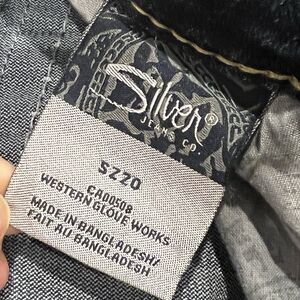 Silver®
JEANS CO
SZ20
CA00508
WESTERN GLOVE WORKS
MADE IN BANGLADESH/
FAIT AU BANGLADESH